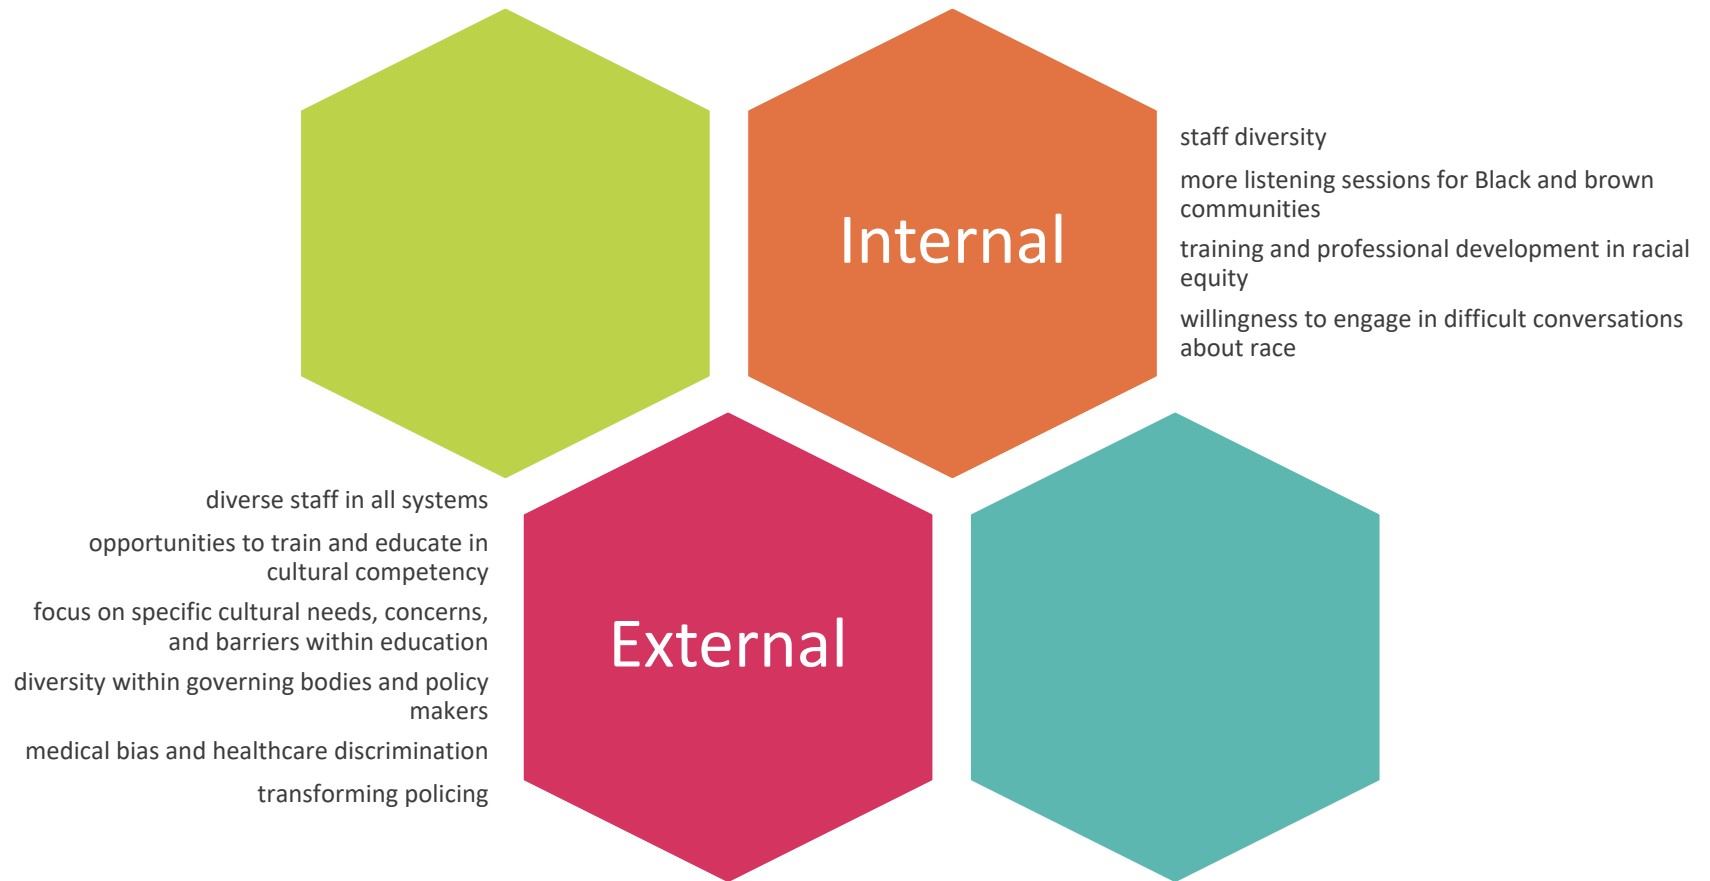 Internal
staff diversity
more listening sessions for Black and brown
communities
training and professional development in racial
equity
willingness to engage in difficult conversations
about race
External
diverse staff in all systems
opportunities to train and educate in
cultural competency
focus on specific cultural needs, concerns,
and barriers within education
diversity within governing bodies and policy
makers
medical bias and healthcare discrimination
transforming policing